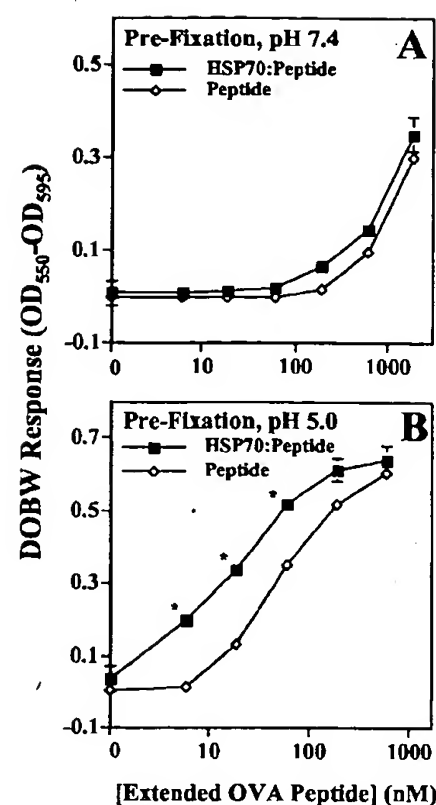 DOBW Response (OD₅₅₀-OD₅₉₅)
A
Pre-Fixation, pH 7.4
HSP70:Peptide
Peptide
0.5
0.3
0.1
-0.1
0
10
100
1000
B
Pre-Fixation, pH 5.0
HSP70:Peptide
Peptide
0.7
0.5
0.3
0.1
-0.1
*
*
*
0
10
100
1000
[Extended OVA Peptide] (nM)